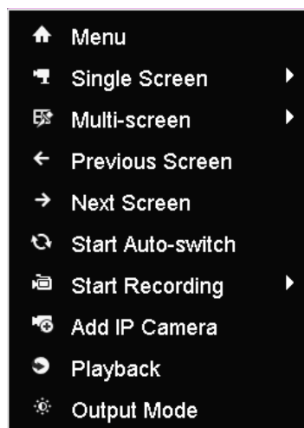 Menu
Single Screen
Multi-screen
Previous Screen
Next Screen
Start Auto-switch
Start Recording
Add IP Camera
Playback
Output Mode